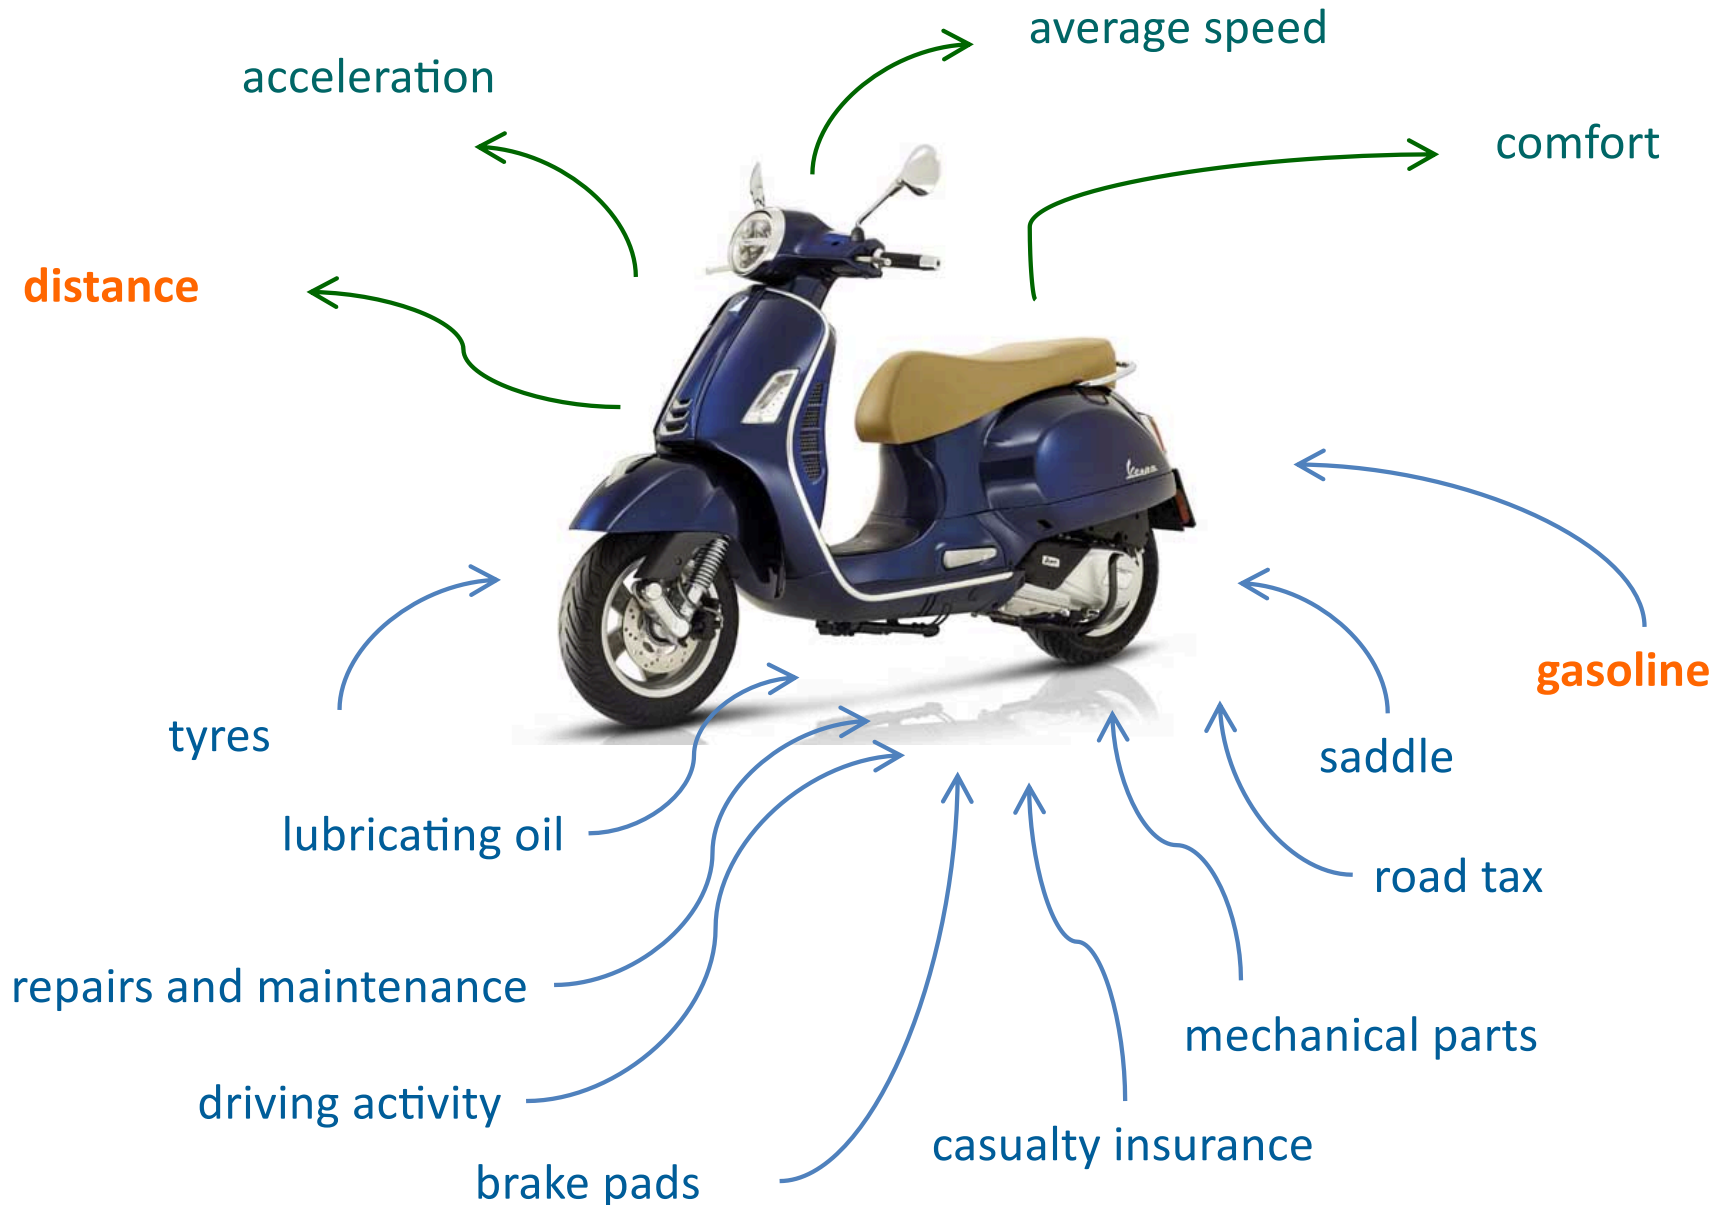 average speed
acceleration
comfort
distance
Vespa
gasoline
tyres
saddle
lubricating oil
road tax
repairs and maintenance
mechanical parts
driving activity
casualty insurance
brake pads